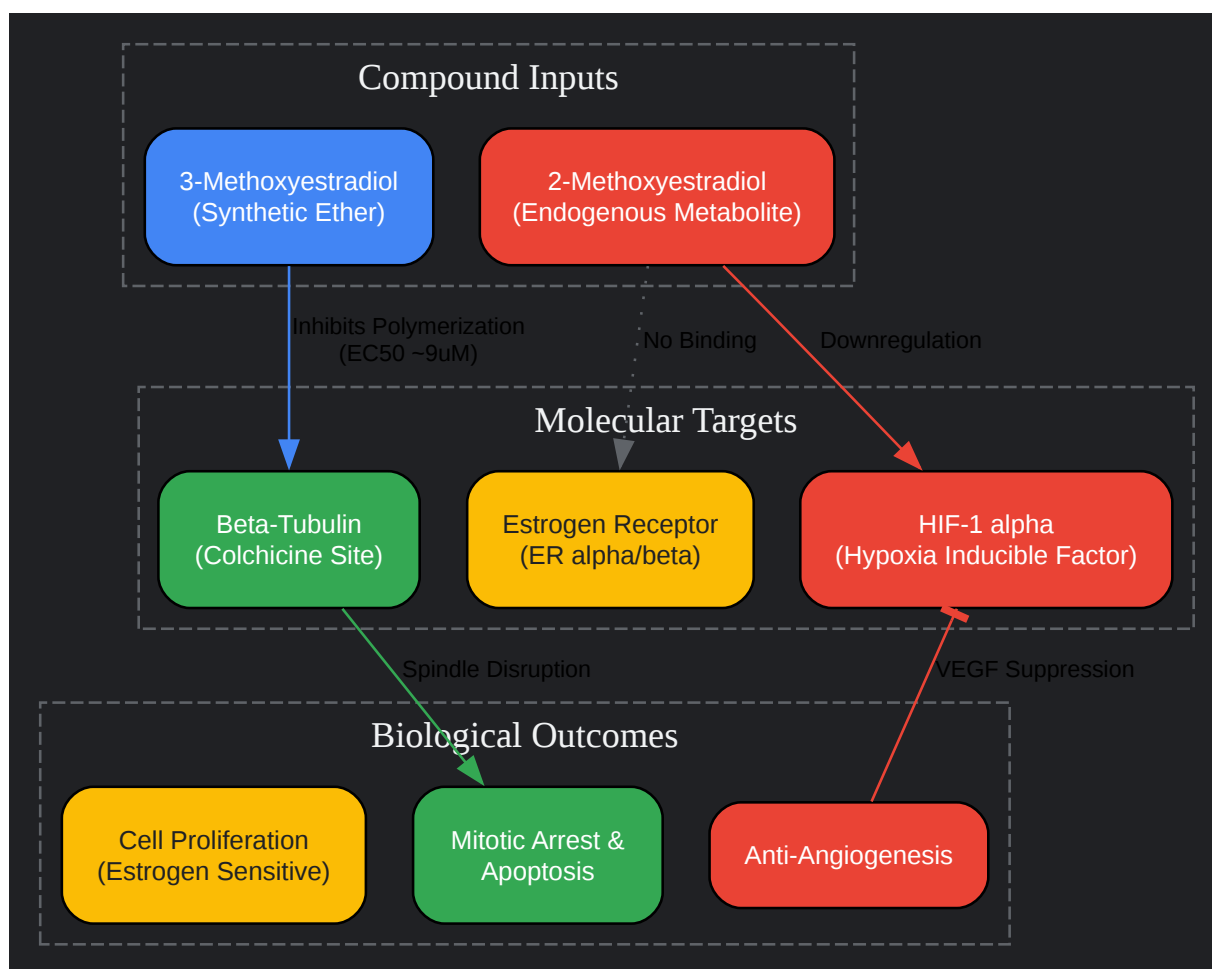 Compound Inputs
3-Methoxyestradiol
(Synthetic Ether)
2-Methoxyestradiol
(Endogenous Metabolite)
Inhibits Polymerization
(EC50 ~9uM)
No Binding
Downregulation
Molecular Targets
Beta-Tubulin
(Colchicine Site)
Estrogen Receptor
(ER alpha/beta)
HIF-1 alpha
(Hypoxia Inducible Factor)
Spindle Disruption
VEGF Suppression
Biological Outcomes
Cell Proliferation
(Estrogen Sensitive)
Mitotic Arrest &
Apoptosis
Anti-Angiogenesis